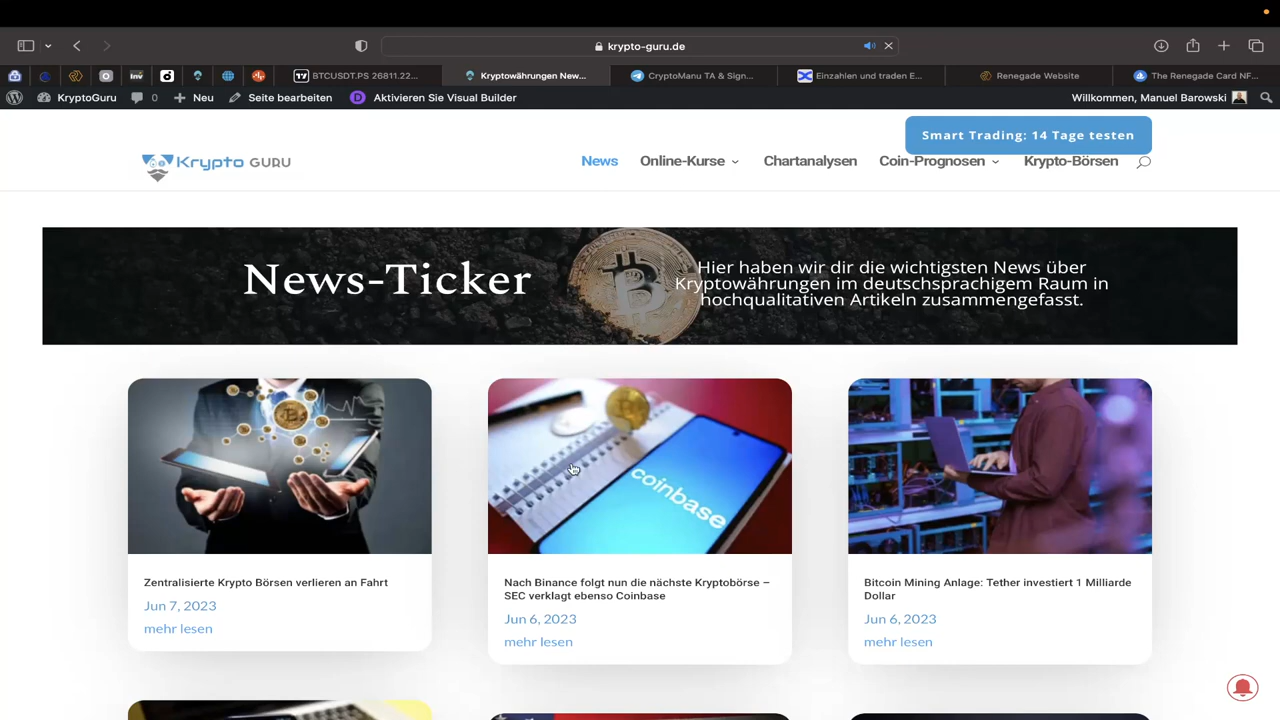 krypto-guru.de
BTCUSDT.PS 26811.22...
Kryptowährungen New...
CryptoManu TA & Sign...
Einzahlen und traden E...
Renegade Website
The Renegade Card NF...
KryptoGuru
0
Neu
Seite bearbeiten
D
Aktivieren Sie Visual Builder
Willkommen, Manuel Barowski
Smart Trading: 14 Tage testen
Krypto GURU
News
Online-Kurse
Chartanalysen
Coin-Prognosen
Krypto-Börsen
News-Ticker
Hier haben wir dir die wichtigsten News über
Kryptowährungen im deutschsprachigem Raum in
hochqualitativen Artikeln zusammengefasst.
coinbase
Zentralisierte Krypto Börsen verlieren an Fahrt
Jun 7, 2023
mehr lesen
Nach Binance folgt nun die nächste Kryptobörse –
SEC verklagt ebenso Coinbase
Jun 6, 2023
mehr lesen
Bitcoin Mining Anlage: Tether investiert 1 Milliarde
Dollar
Jun 6, 2023
mehr lesen